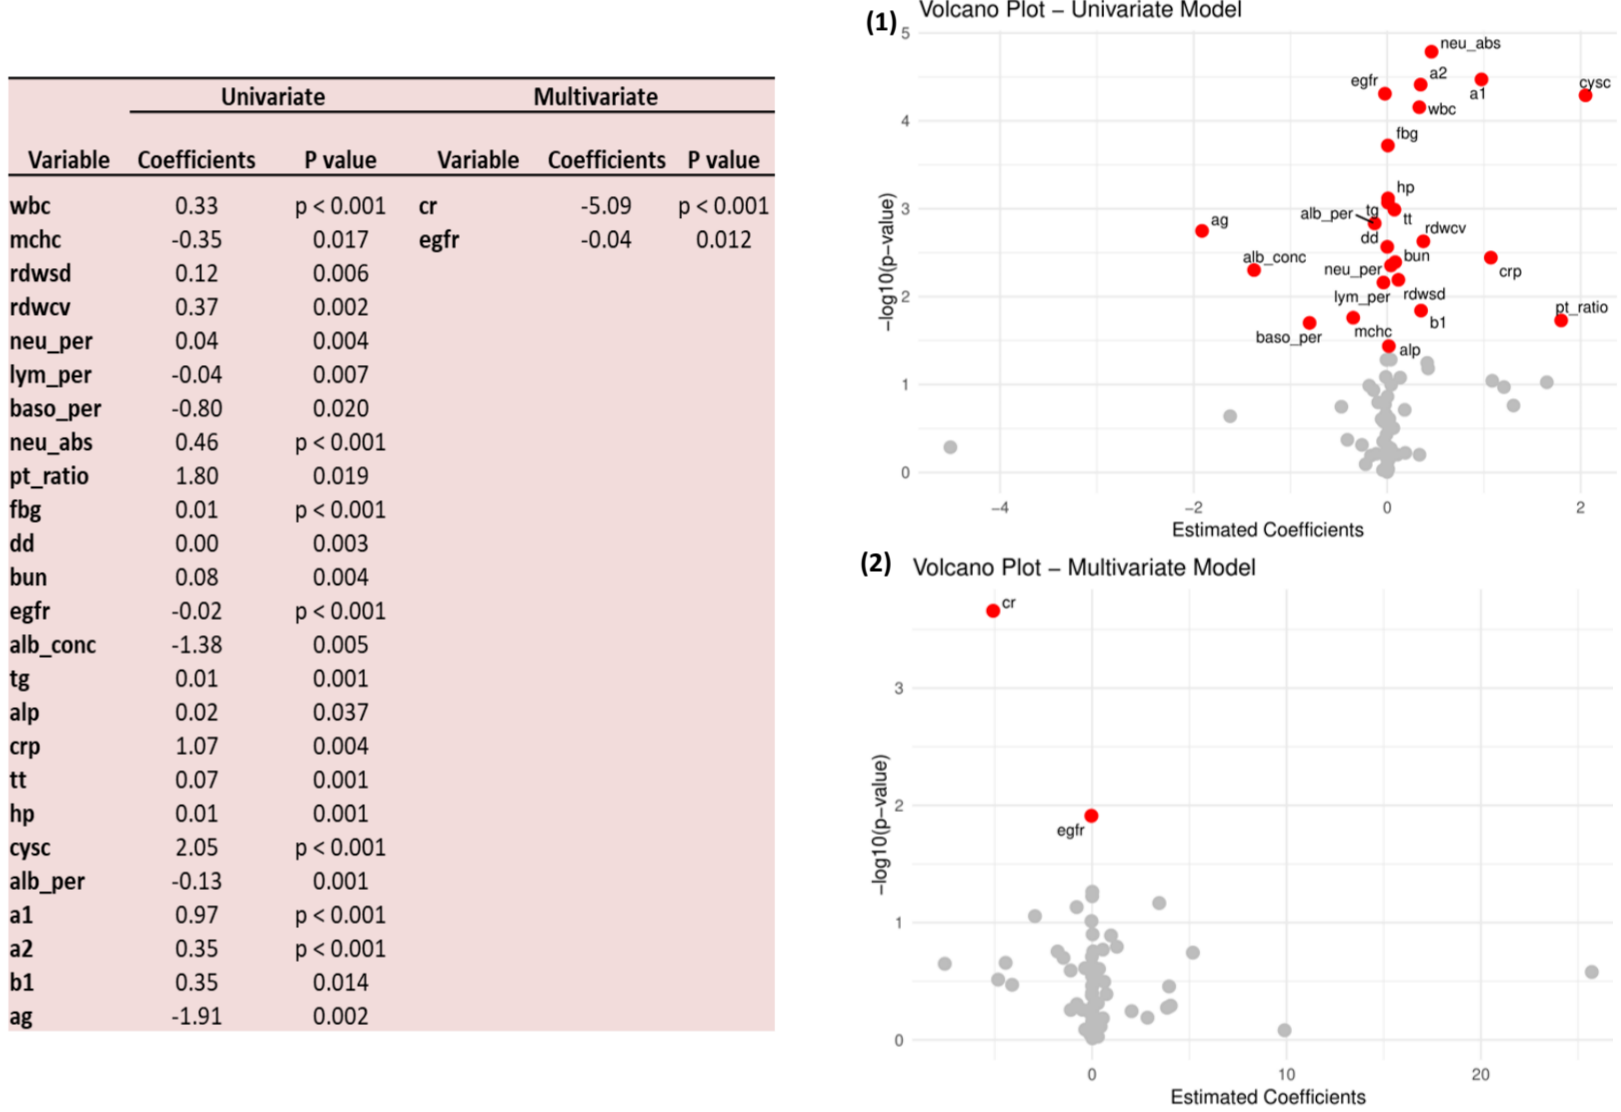 Univariate Multivariate
Variable Coefficients P value Variable Coefficients P value
wbc 0.33 p < 0.001 cr -5.09 p < 0.001
mchc -0.35 0.017 egfr -0.04 0.012
rdwsd 0.12 0.006
rdwcv 0.37 0.002
neu_per 0.04 0.004
lym_per -0.04 0.007
baso_per -0.80 0.020
neu_abs 0.46 p < 0.001
pt_ratio 1.80 0.019
fbg 0.01 p < 0.001
dd 0.00 0.003
bun 0.08 0.004
egfr -0.02 p < 0.001
alb_conc -1.38 0.005
tg 0.01 0.001
alp 0.02 0.037
crp 1.07 0.004
tt 0.07 0.001
hp 0.01 0.001
cysc 2.05 p < 0.001
alb_per -0.13 0.001
a1 0.97 p < 0.001
a2 0.35 p < 0.001
b1 0.35 0.014
ag -1.91 0.002
(1) Volcano Plot – Univariate Model
5
neu_abs
a2
egfr
a1
cysc
4
wbc
fbg
hp
3
alb_per
tg
tt
ag
rdwcv
dd
alb_conc
bun
neu_per
crp
2
lym_per
rdwsd
pt_ratio
b1
baso_per
mchc
alp
1
0
−log10(p−value)
−4 −2 0 2
Estimated Coefficients
(2) Volcano Plot – Multivariate Model
cr
3
2
egfr
1
0
−log10(p−value)
0 10 20
Estimated Coefficients